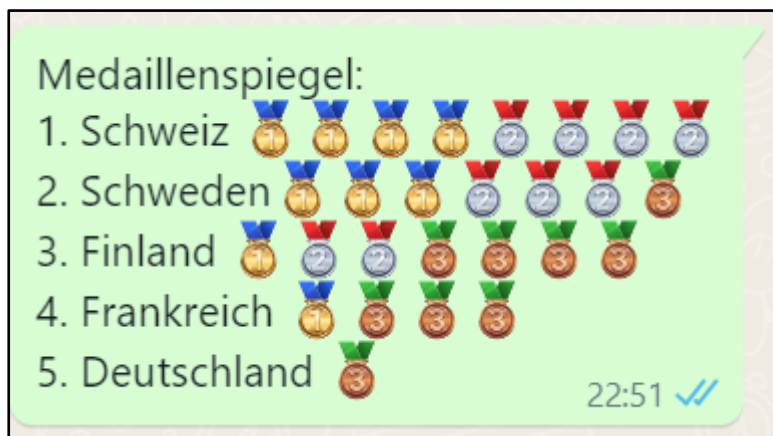 Medaillenspiegel:
1. Schweiz 🥇🥇🥇🥇🥈🥈🥈🥈
2. Schweden 🥇🥇🥇🥈🥈🥈🥉
3. Finland 🥇🥈🥈🥉🥉🥉🥉
4. Frankreich 🥇🥉🥉🥉
5. Deutschland 🥉
22:51